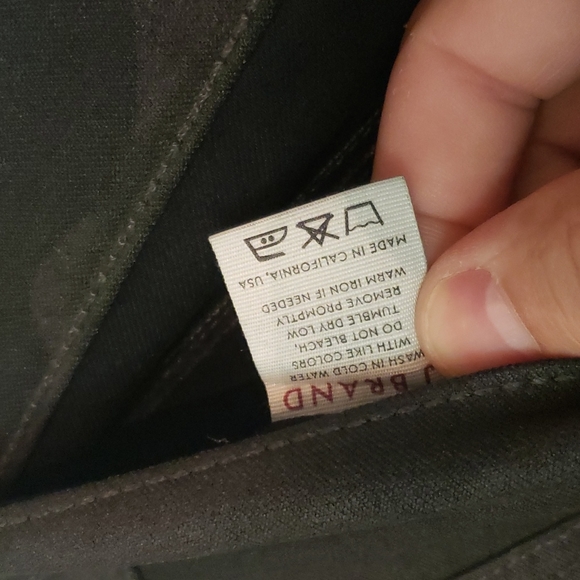 J BRAND
WASH IN COLD WATER
WITH LIKE COLORS
DO NOT BLEACH,
TUMBLE DRY LOW
REMOVE PROMPTLY
WARM IRON IF NEEDED
MADE IN CALIFORNIA, USA